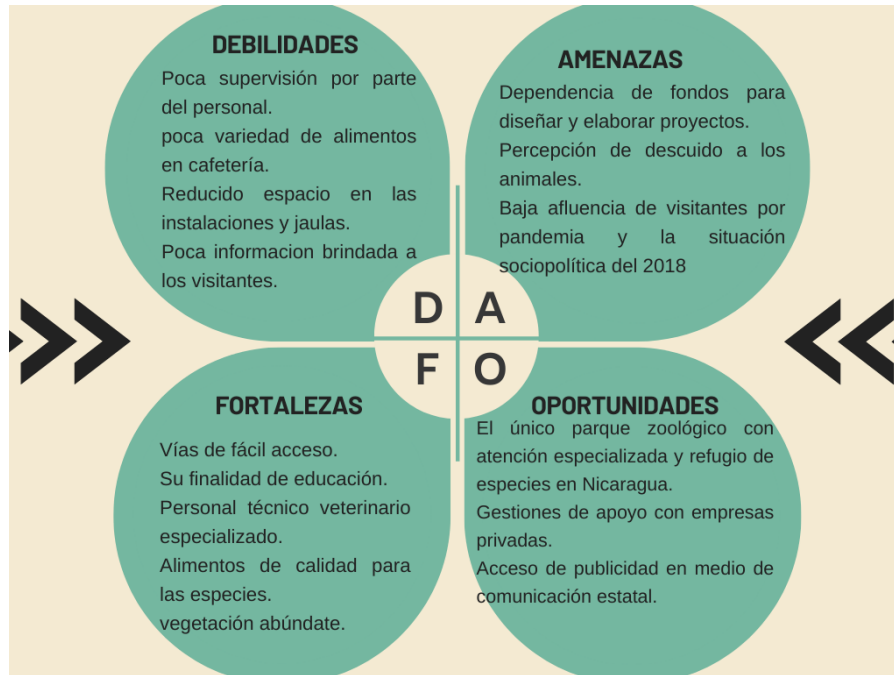 DEBILIDADES
Poca supervisión por parte
del personal.
poca variedad de alimentos
en cafetería.
Reducido espacio en las
instalaciones y jaulas.
Poca informacion brindada a
los visitantes.
AMENAZAS
Dependencia de fondos para
diseñar y elaborar proyectos.
Percepción de descuido a los
animales.
Baja afluencia de visitantes por
pandemia y la situación
sociopolítica del 2018
D A
F O
FORTALEZAS
Vías de fácil acceso.
Su finalidad de educación.
Personal técnico veterinario
especializado.
Alimentos de calidad para
las especies.
vegetación abúndate.
OPORTUNIDADES
El único parque zoológico con
atención especializada y refugio de
especies en Nicaragua.
Gestiones de apoyo con empresas
privadas.
Acceso de publicidad en medio de
comunicación estatal.